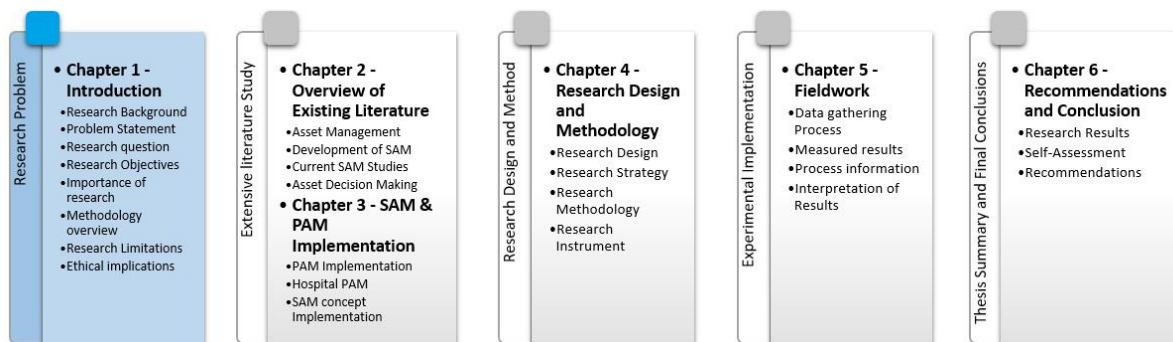 Research Problem
• Chapter 1 -
Introduction
•Research Background
•Problem Statement
•Research question
•Research Objectives
•Importance of
research
•Methodology
overview
•Research Limitations
•Ethical implications
Extensive literature Study
• Chapter 2 -
Overview of
Existing Literature
•Asset Management
•Development of SAM
•Current SAM Studies
•Asset Decision Making
• Chapter 3 - SAM &
PAM
Implementation
•PAM Implementation
•Hospital PAM
•SAM concept
Implementation
Research Design and Method
• Chapter 4 -
Research Design
and
Methodology
•Research Design
•Research Strategy
•Research
Methodology
•Research
Instrument
Experimental Implementation
• Chapter 5 -
Fieldwork
•Data gathering
Process
•Measured results
•Process information
•Interpretation of
Results
Thesis Summary and Final Conclusions
• Chapter 6 -
Recommendations
and Conclusion
•Research Results
•Self-Assessment
•Recommendations